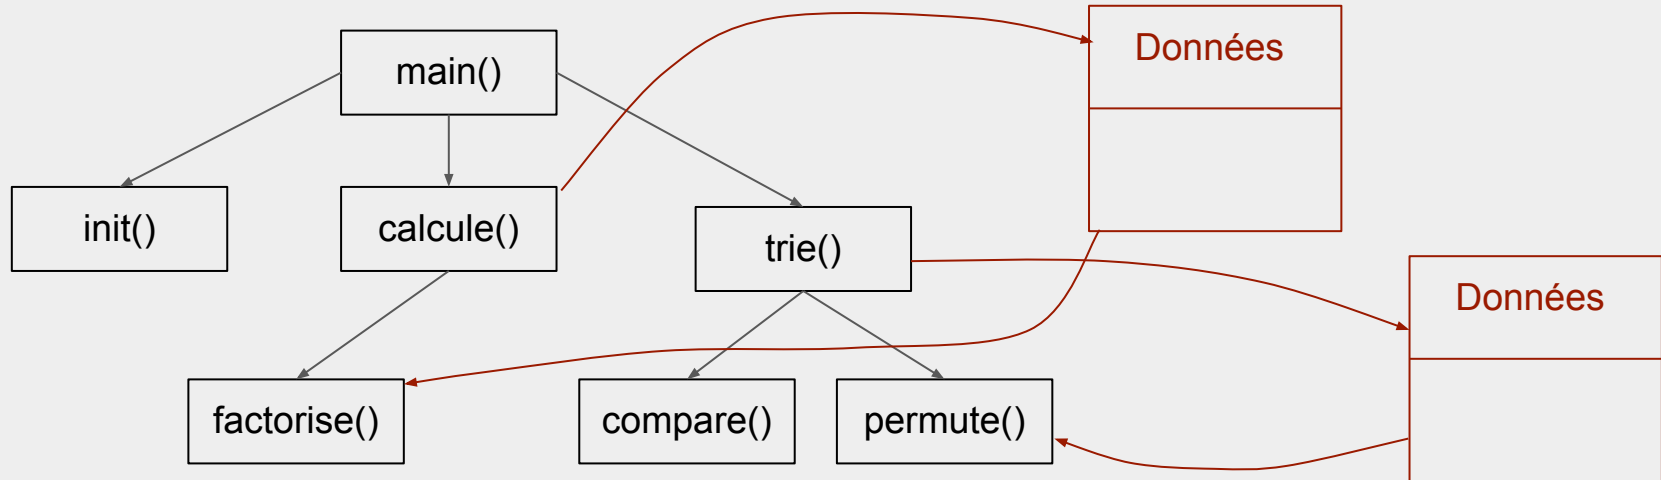 main()
Données
init()
calcule()
trie()
Données
factorise()
compare()
permute()